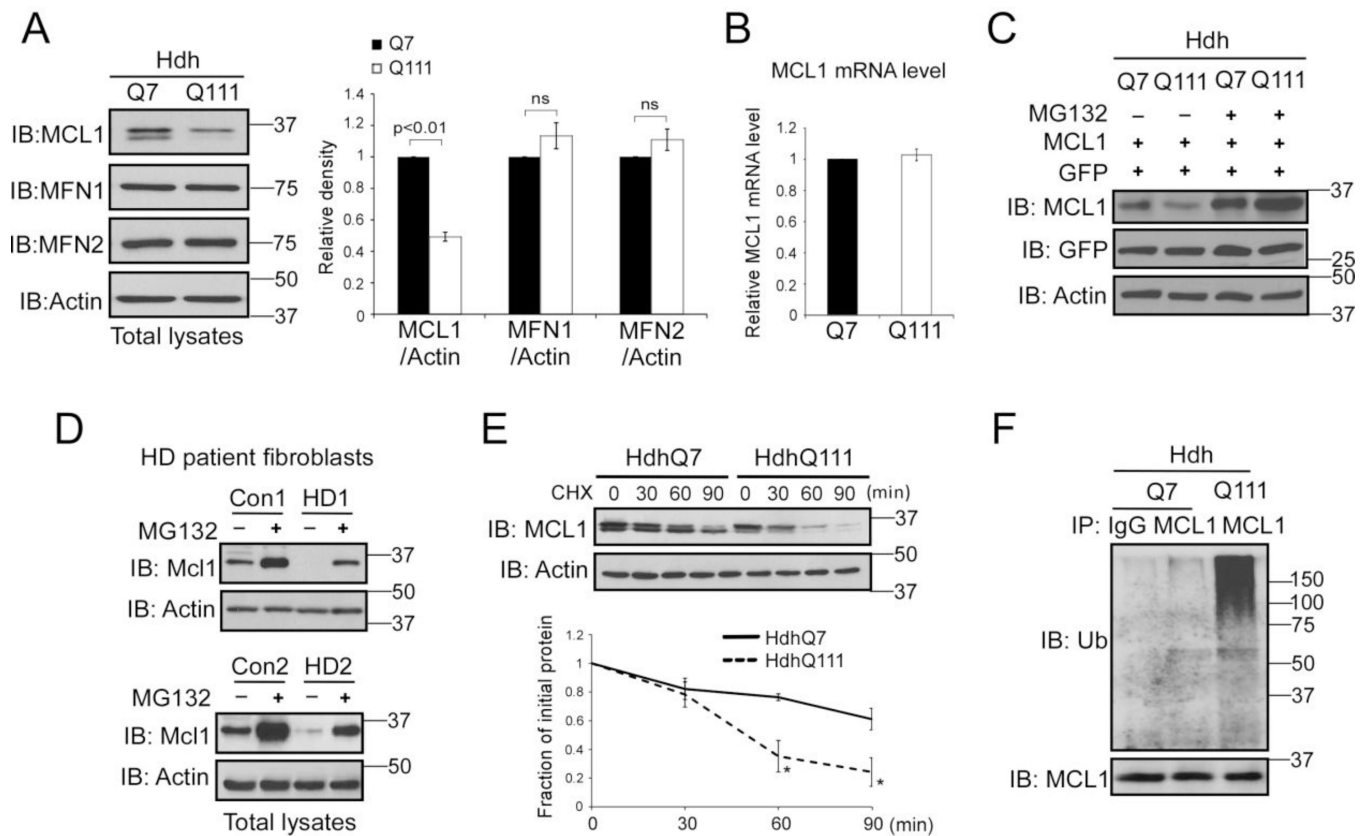 A
Hdh
Q7 Q111
IB:MCL1
37
IB:MFN1
75
IB:MFN2
75
IB:Actin
50
37
Total lysates
Q7
Q111
Relative density
1.4
1.2
1
0.8
0.6
0.4
0.2
0
p<0.01
ns
ns
MCL1 /Actin
MFN1 /Actin
MFN2 /Actin
B
MCL1 mRNA level
Relative MCL1 mRNA level
1.2
1
0.8
0.6
0.4
0.2
0
Q7 Q111
C
Hdh
Q7 Q111 Q7 Q111
MG132 – – + +
MCL1 + + + +
GFP + + + +
IB: MCL1
37
IB: GFP
25
IB: Actin
50
37
D
HD patient fibroblasts
Con1 HD1
MG132 – + – +
IB: Mcl1
37
IB: Actin
50
37
Con2 HD2
MG132 – + – +
IB: Mcl1
37
IB: Actin
50
Total lysates
E
HdhQ7 HdhQ111
CHX 0 30 60 90 0 30 60 90 (min)
IB: MCL1
37
IB: Actin
50
37
Fraction of initial protein
1.2
1
0.8
0.6
0.4
0.2
0
HdhQ7
HdhQ111
*
*
0 30 60 90 (min)
F
Hdh
Q7 Q111
IP: IgG MCL1 MCL1
IB: Ub
150
100
75
50
37
IB: MCL1
37